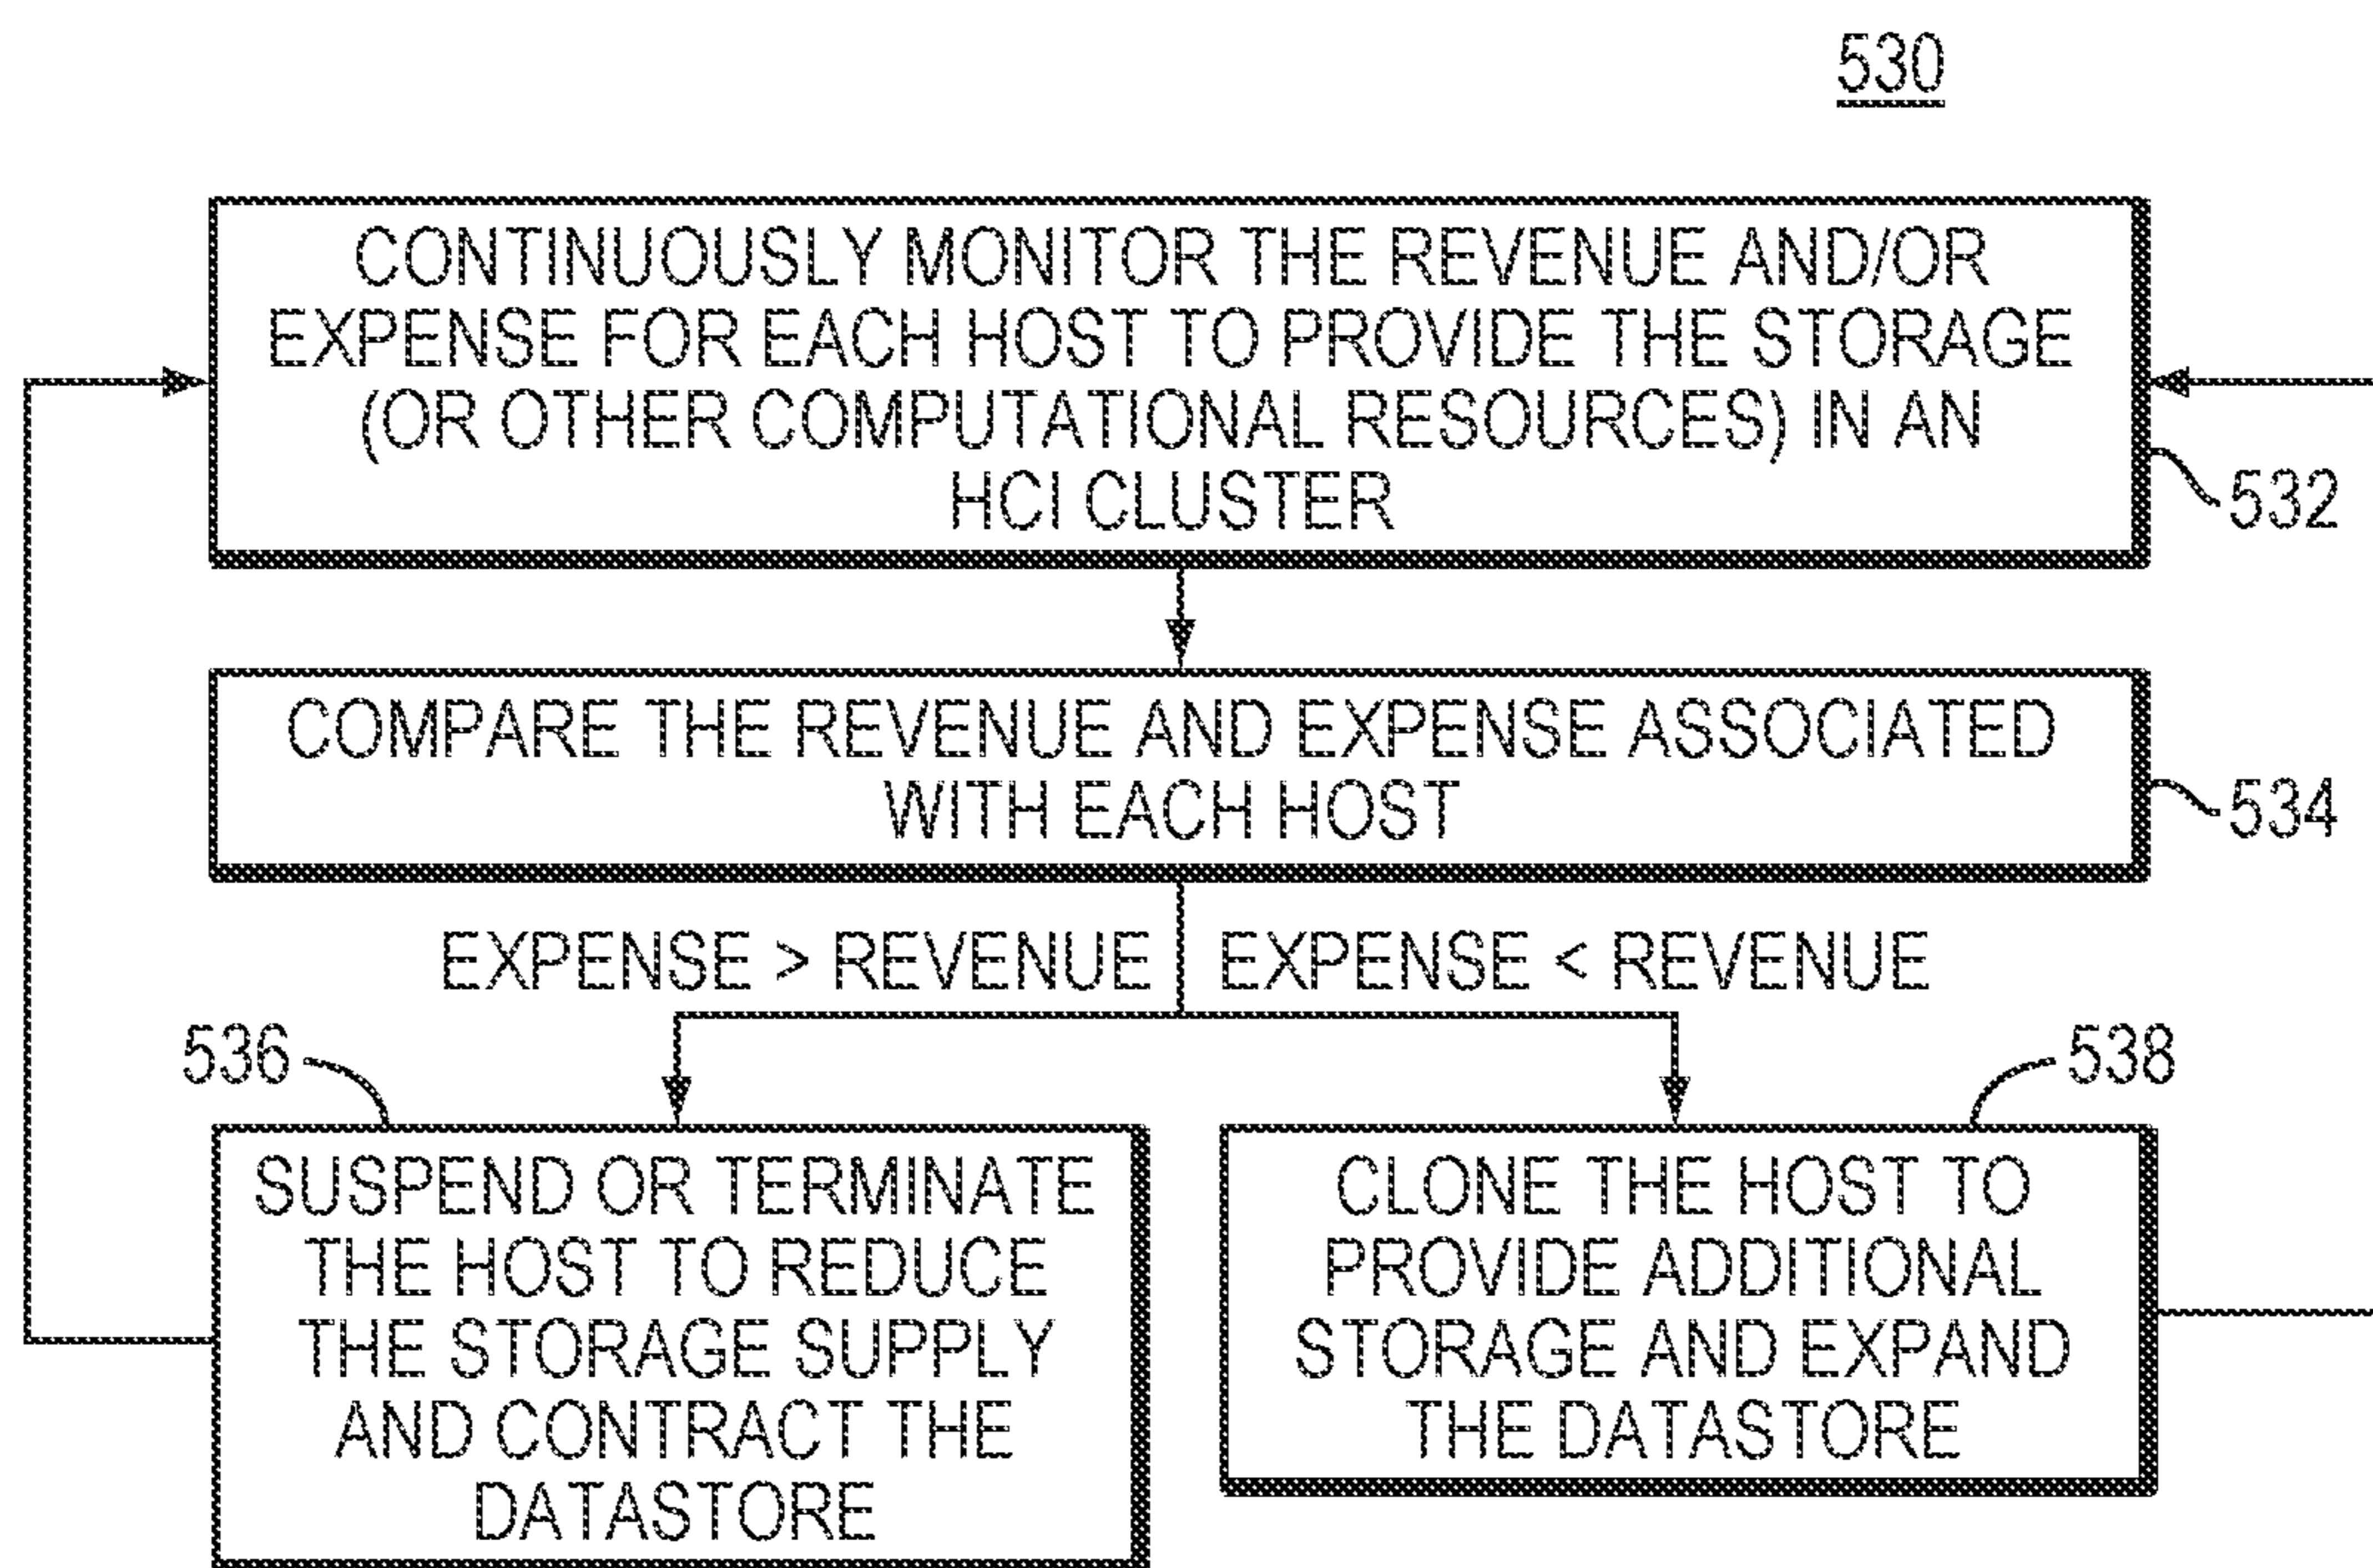 530
CONTINUOUSLY MONITOR THE REVENUE AND/OR
EXPENSE FOR EACH HOST TO PROVIDE THE STORAGE
(OR OTHER COMPUTATIONAL RESOURCES) IN AN
HCI CLUSTER
532
COMPARE THE REVENUE AND EXPENSE ASSOCIATED
WITH EACH HOST
534
EXPENSE > REVENUE
EXPENSE < REVENUE
536
SUSPEND OR TERMINATE
THE HOST TO REDUCE
THE STORAGE SUPPLY
AND CONTRACT THE
DATASTORE
538
CLONE THE HOST TO
PROVIDE ADDITIONAL
STORAGE AND EXPAND
THE DATASTORE